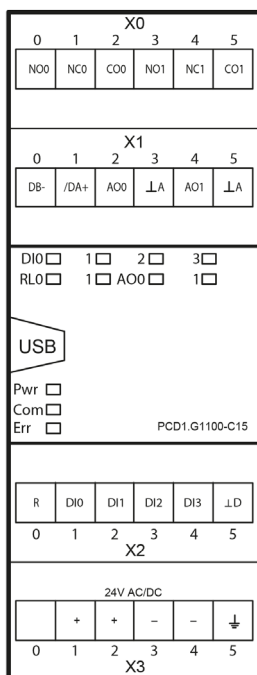 X0
0 1 2 3 4 5
NO0 NC0 CO0 NO1 NC1 CO1
X1
0 1 2 3 4 5
DB- /DA+ AO0 ⊥A AO1 ⊥A
DI0 1 2 3
RL0 1 AO0 1
USB
Pwr
Com
Err PCD1.G1100-C15
R DI0 DI1 DI2 DI3 ⊥D
0 1 2 3 4 5
X2
24V AC/DC
+ + – –
0 1 2 3 4 5
X3